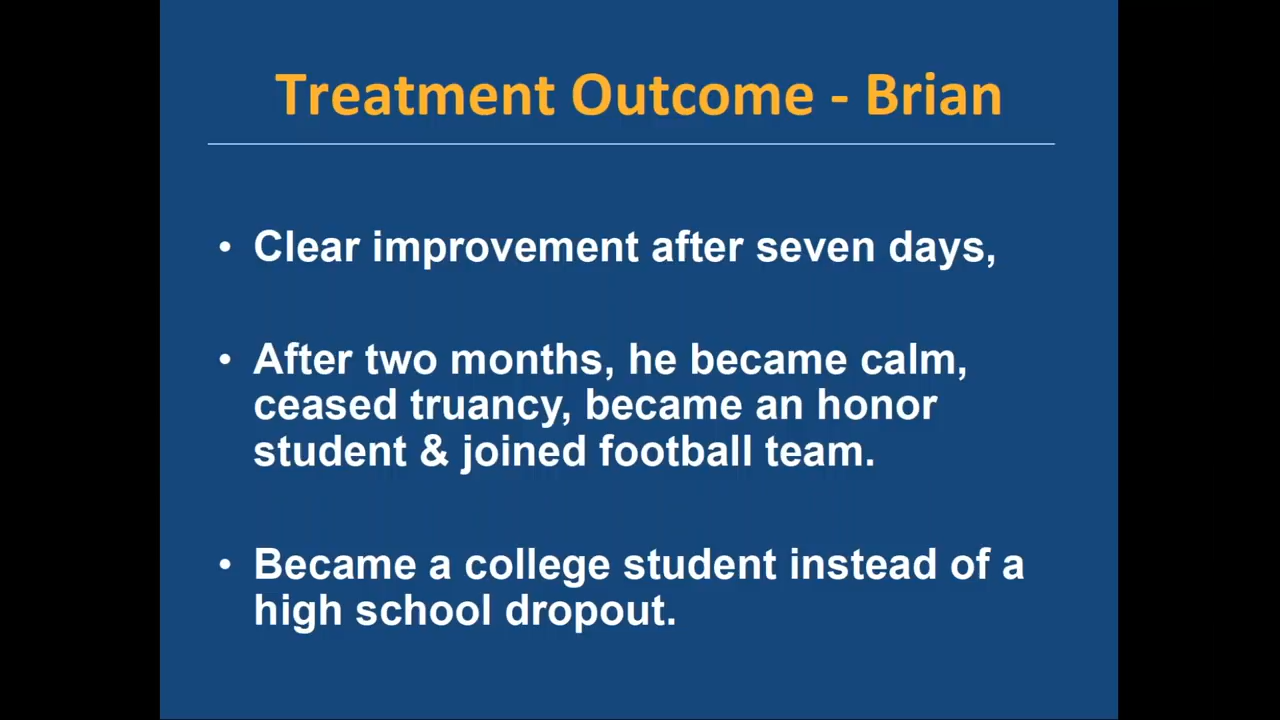 Treatment Outcome - Brian
• Clear improvement after seven days,
• After two months, he became calm,
ceased truancy, became an honor
student & joined football team.
• Became a college student instead of a
high school dropout.